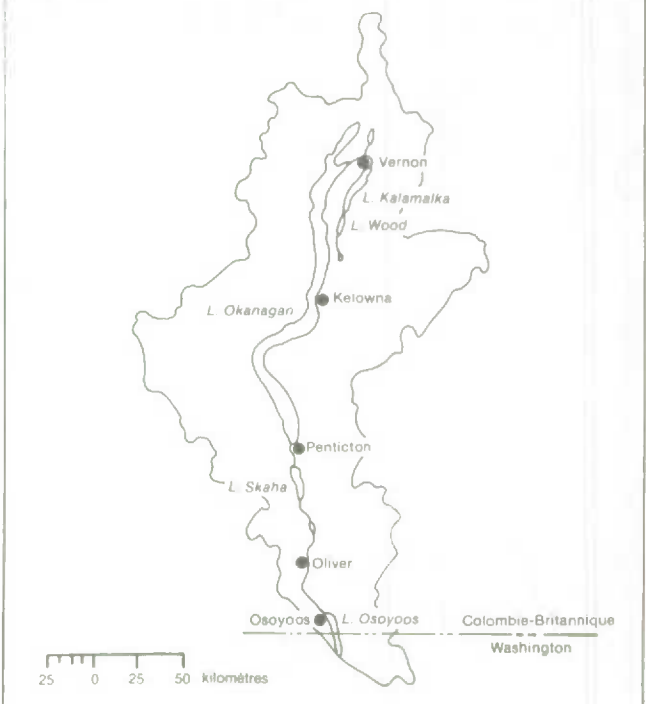 Vernon
L. Kalamalka
L. Wood
Kelowna
L. Okanagan
Penticton
L. Skaha
Oliver
Osoyoos
L. Osoyoos
Colombie-Britannique
Washington
25 0 25 50 kilomètres